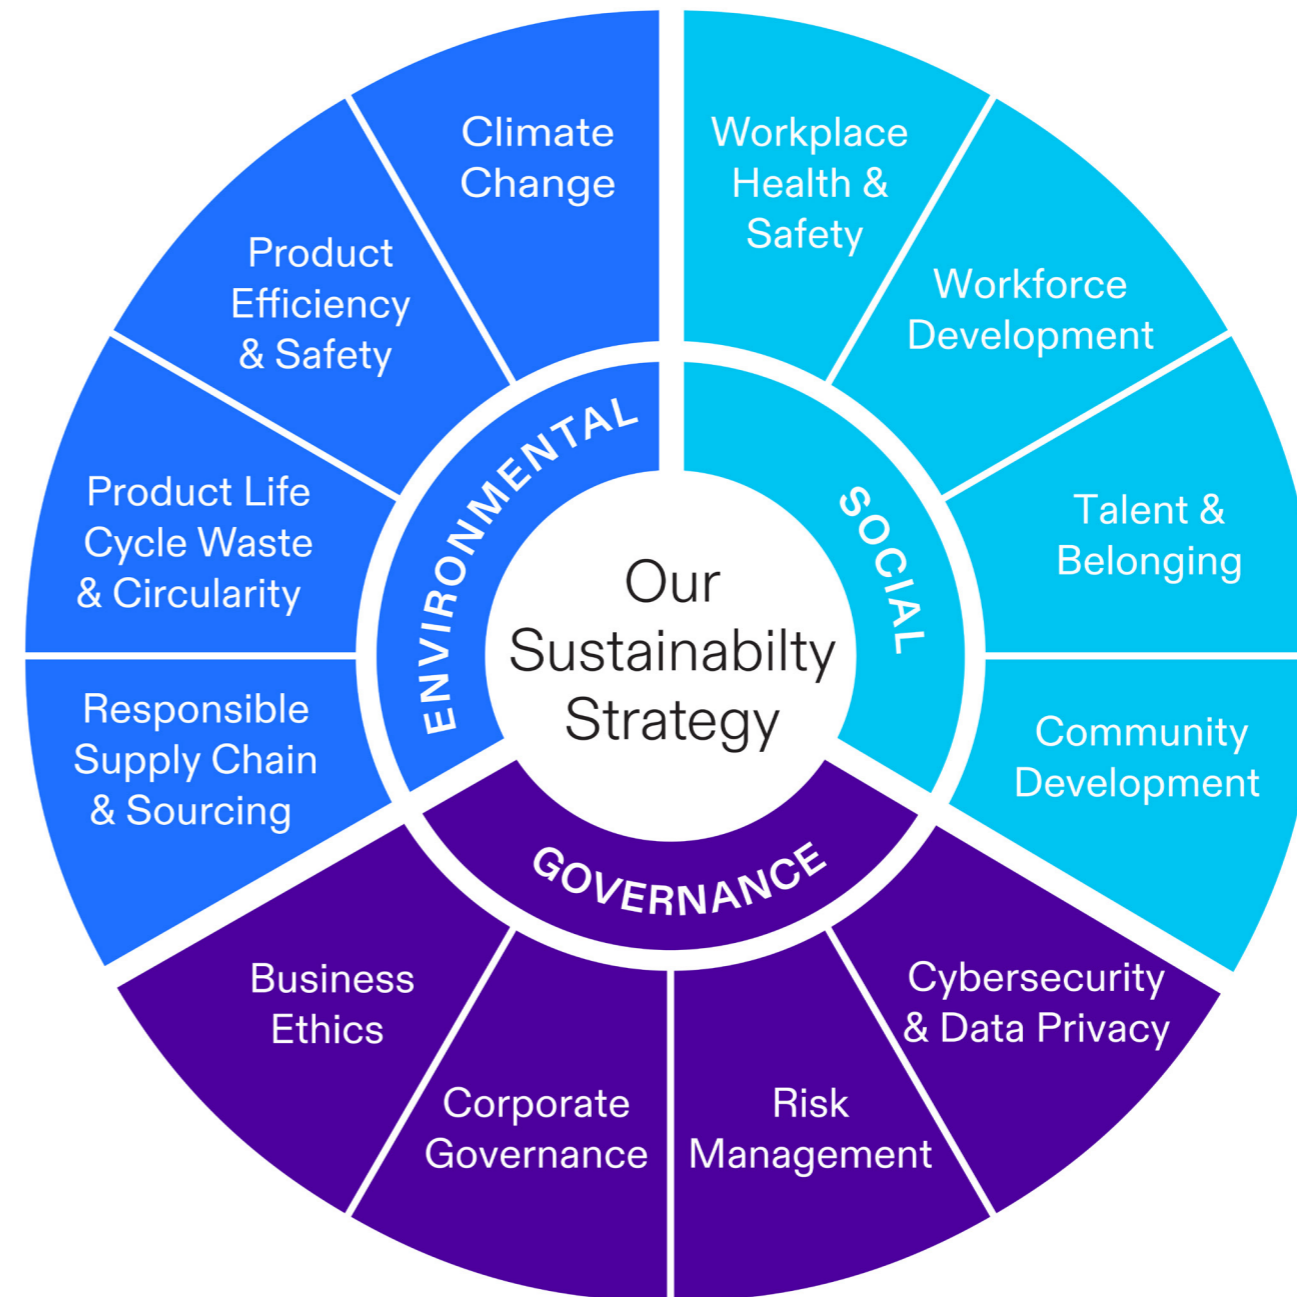 Our
Sustainabilty
Strategy
ENVIRONMENTAL
Climate
Change
Product
Efficiency
& Safety
Product Life
Cycle Waste
& Circularity
Responsible
Supply Chain
& Sourcing
SOCIAL
Workplace
Health &
Safety
Workforce
Development
Talent &
Belonging
Community
Development
GOVERNANCE
Business
Ethics
Corporate
Governance
Risk
Management
Cybersecurity
& Data Privacy